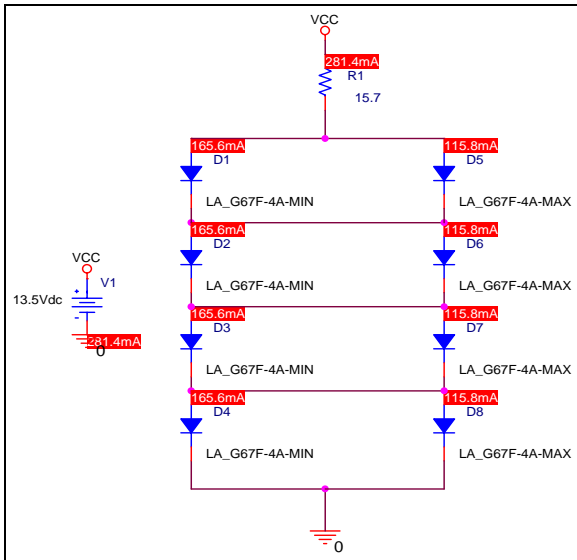 VCC
281.4mA
R1
15.7
165.6mA
115.8mA
D1
D5
LA_G67F-4A-MIN
LA_G67F-4A-MAX
165.6mA
115.8mA
D2
D6
VCC
LA_G67F-4A-MIN
LA_G67F-4A-MAX
V1
13.5Vdc
165.6mA
115.8mA
D3
D7
281.4mA
0
LA_G67F-4A-MIN
LA_G67F-4A-MAX
165.6mA
115.8mA
D4
D8
LA_G67F-4A-MIN
LA_G67F-4A-MAX
0